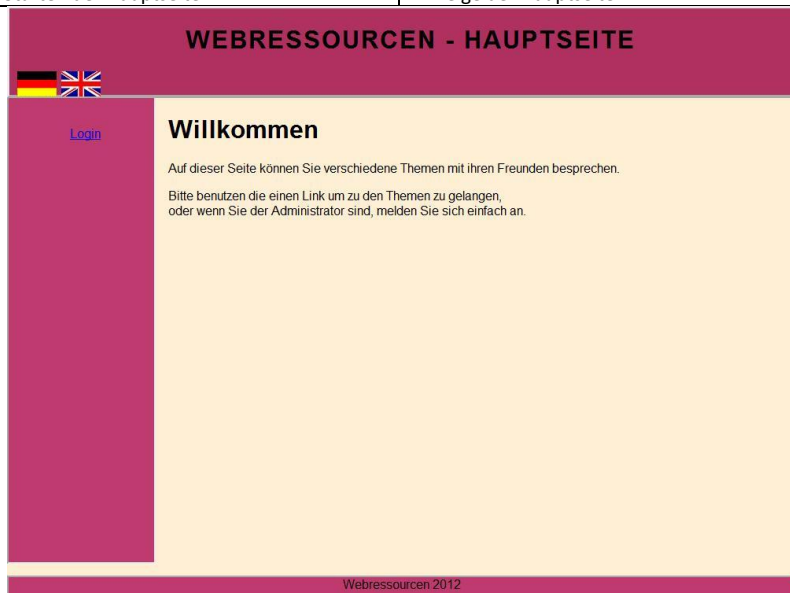 WEBRESSOURCEN - HAUPTSEITE
Login
Willkommen
Auf dieser Seite können Sie verschiedene Themen mit ihren Freunden besprechen.
Bitte benutzen die einen Link um zu den Themen zu gelangen,
oder wenn Sie der Administrator sind, melden Sie sich einfach an.
Webressourcen 2012